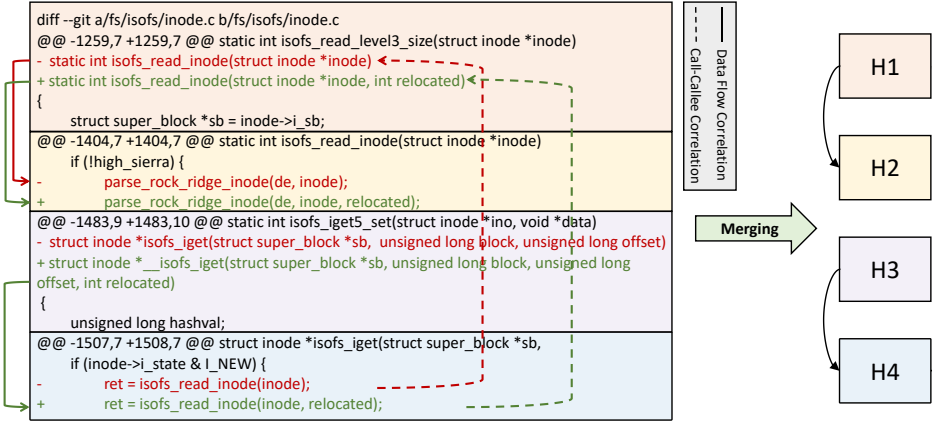 diff --git a/fs/isofs/inode.c b/fs/isofs/inode.c
@@ -1259,7 +1259,7 @@ static int isofs_read_level3_size(struct inode *inode)
- static int isofs_read_inode(struct inode *inode)
+ static int isofs_read_inode(struct inode *inode, int relocated)
{
struct super_block *sb = inode->i_sb;
@@ -1404,7 +1404,7 @@ static int isofs_read_inode(struct inode *inode)
if (!high_sierra) {
- parse_rock_ridge_inode(de, inode);
+ parse_rock_ridge_inode(de, inode, relocated);
@@ -1483,9 +1483,10 @@ static int isofs_iget5_set(struct inode *ino, void *data)
- struct inode *isofs_iget(struct super_block *sb, unsigned long block, unsigned long offset)
+ struct inode *__isofs_iget(struct super_block *sb, unsigned long block, unsigned long
offset, int relocated)
{
unsigned long hashval;
@@ -1507,7 +1508,7 @@ struct inode *isofs_iget(struct super_block *sb,
if (inode->i_state & I_NEW) {
- ret = isofs_read_inode(inode);
+ ret = isofs_read_inode(inode, relocated);
Data Flow Correlation
Call-Callee Correlation
Merging
H1
H2
H3
H4